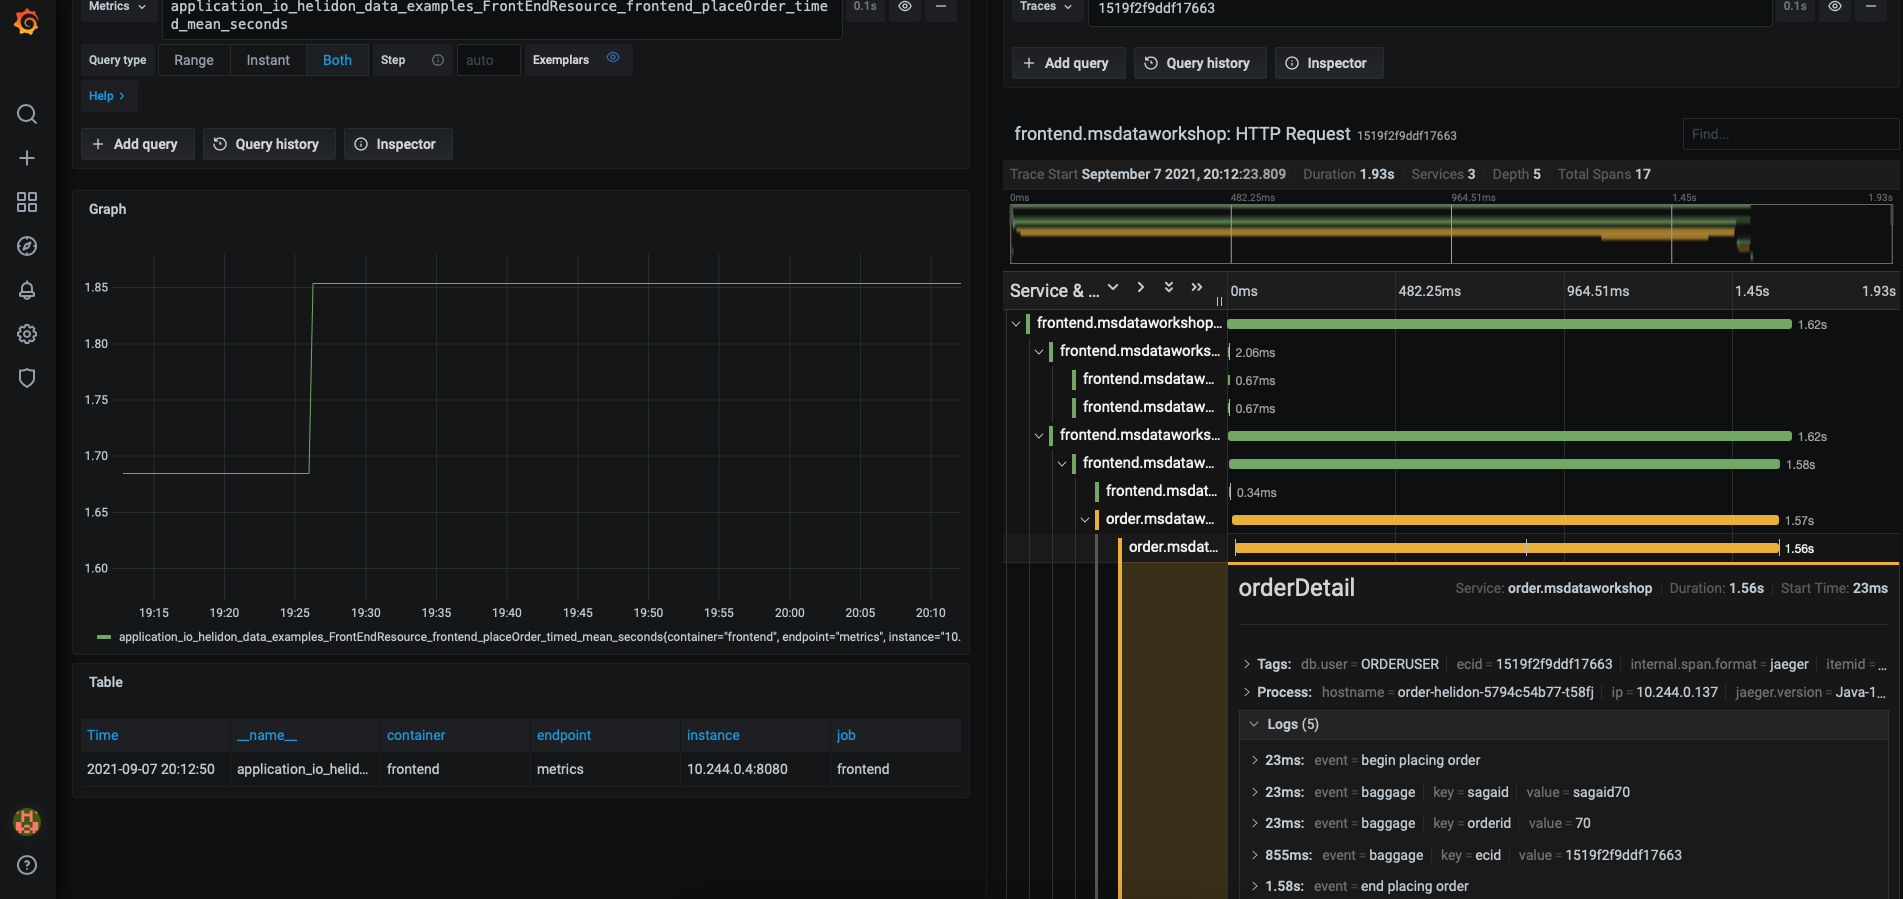 Metrics
application_io_helidon_data_examples_FrontEndResource_frontend_placeOrder_time
d_mean_seconds
0.1s
Query type
Range
Instant
Both
Step
auto
Exemplars
Help
Add query
Query history
Inspector
Graph
1.85
1.80
1.75
1.70
1.65
1.60
19:15 19:20 19:25 19:30 19:35 19:40 19:45 19:50 19:55 20:00 20:05 20:10
application_io_helidon_data_examples_FrontEndResource_frontend_placeOrder_timed_mean_seconds{container="frontend", endpoint="metrics", instance="10.
Table
Time __name__ container endpoint instance job
2021-09-07 20:12:50 application_io_helid... frontend metrics 10.244.0.4:8080 frontend
Traces
1519f2f9ddf17663
0.1s
Add query
Query history
Inspector
frontend.msdataworkshop: HTTP Request 1519f2f9ddf17663
Find...
Trace Start September 7 2021, 20:12:23.809 Duration 1.93s Services 3 Depth 5 Total Spans 17
0ms 482.25ms 964.51ms 1.45s 1.93s
Service & ...
0ms 482.25ms 964.51ms 1.45s 1.93s
frontend.msdataworkshop... 1.62s
frontend.msdataworks... 2.06ms
frontend.msdataw... 0.67ms
frontend.msdataw... 0.67ms
frontend.msdataworks... 1.62s
frontend.msdataw... 1.58s
frontend.msdat... 0.34ms
order.msdataw... 1.57s
order.msdat... 1.56s
orderDetail
Service: order.msdataworkshop Duration: 1.56s Start Time: 23ms
Tags: db.user = ORDERUSER ecid = 1519f2f9ddf17663 internal.span.format = jaeger itemid = ...
Process: hostname = order-helidon-5794c54b77-t58fj ip = 10.244.0.137 jaeger.version = Java-1...
Logs (5)
23ms: event = begin placing order
23ms: event = baggage key = sagaid value = sagaid70
23ms: event = baggage key = orderid value = 70
855ms: event = baggage key = ecid value = 1519f2f9ddf17663
1.58s: event = end placing order